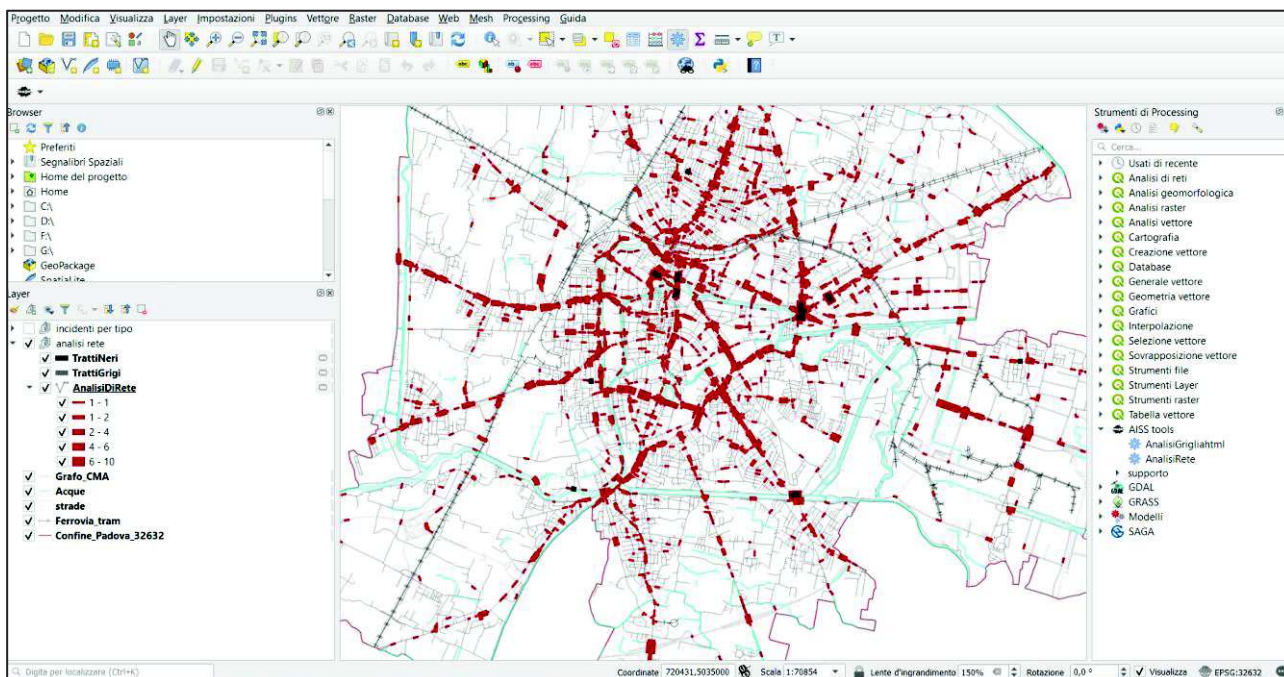 Progetto Modifica Visualizza Layer Impostazioni Plugins Vettore Raster Database Web Mesh Processing Guida
Browser
Preferiti
Segnalibri Spaziali
Home del progetto
Home
C:\
D:\
F:\
G:\
GeoPackage
SpatiaLite
Layer
incidenti per tipo
analisi rete
TrattiNeri
TrattiGrigi
AnalisiDiRete
1 - 1
1 - 2
2 - 4
4 - 6
6 - 10
Grafo_CMA
Acque
strade
Ferrovia_tram
Confine_Padova_32632
Strumenti di Processing
Cerca...
Usati di recente
Analisi di reti
Analisi geomorfologica
Analisi raster
Analisi vettore
Cartografia
Creazione vettore
Database
Generale vettore
Geometria vettore
Grafici
Interpolazione
Selezione vettore
Sovrapposizione vettore
Strumenti file
Strumenti Layer
Strumenti raster
Tabella vettore
AISS tools
AnalisiGrigliahtml
AnalisiRete
supporto
GDAL
GRASS
Modelli
SAGA
Digita per localizzare (Ctrl+K) Coordinate 720431,5035000 Scala 1:70854 Lente d'ingrandimento 150% Rotazione 0,0 ° Visualizza EPSG:32632